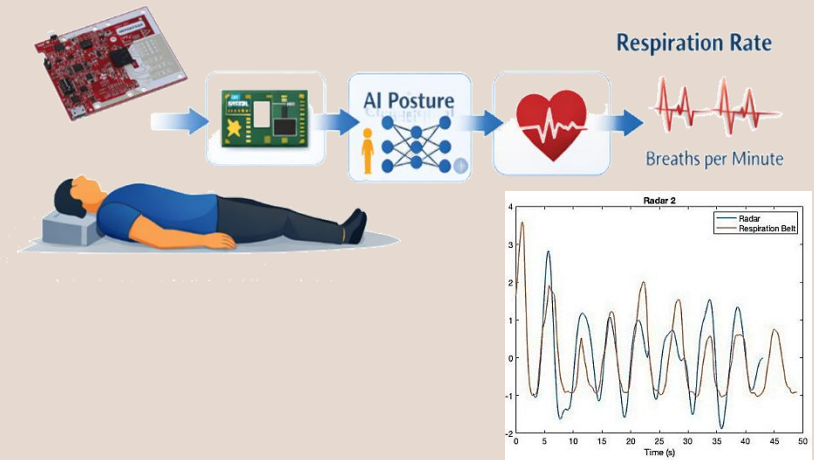 Respiration Rate
AI Posture
Breaths per Minute
Radar 2
Radar
Respiration Belt
4
3
2
1
0
-1
-2
0 5 10 15 20 25 30 35 40 45 50
Time (s)